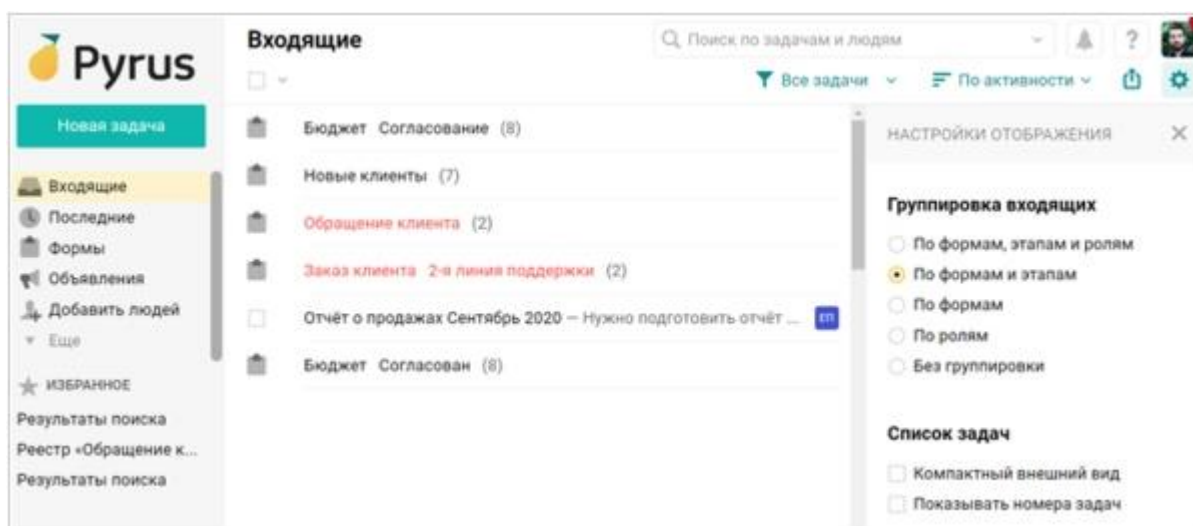 Pyrus
Входящие
Поиск по задачам и людям
?
Все задачи
По активности
Новая задача
Входящие
Последние
Формы
Объявления
Добавить людей
Еще
ИЗБРАННОЕ
Результаты поиска
Реестр «Обращение к...
Результаты поиска
Бюджет Согласование (8)
Новые клиенты (7)
Обращение клиента (2)
Заказ клиента 2-я линия поддержки (2)
Отчёт о продажах Сентябрь 2020 — Нужно подготовить отчёт ... ЕП
Бюджет Согласован (8)
НАСТРОЙКИ ОТОБРАЖЕНИЯ
Группировка входящих
По формам, этапам и ролям
По формам и этапам
По формам
По ролям
Без группировки
Список задач
Компактный внешний вид
Показывать номера задач